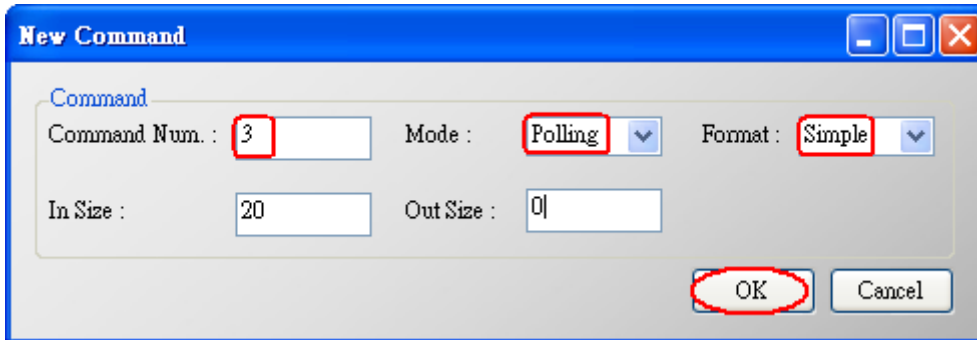 New Command
Command
Command Num. : 3 Mode : Polling Format : Simple
In Size : 20 Out Size : 0
OK Cancel